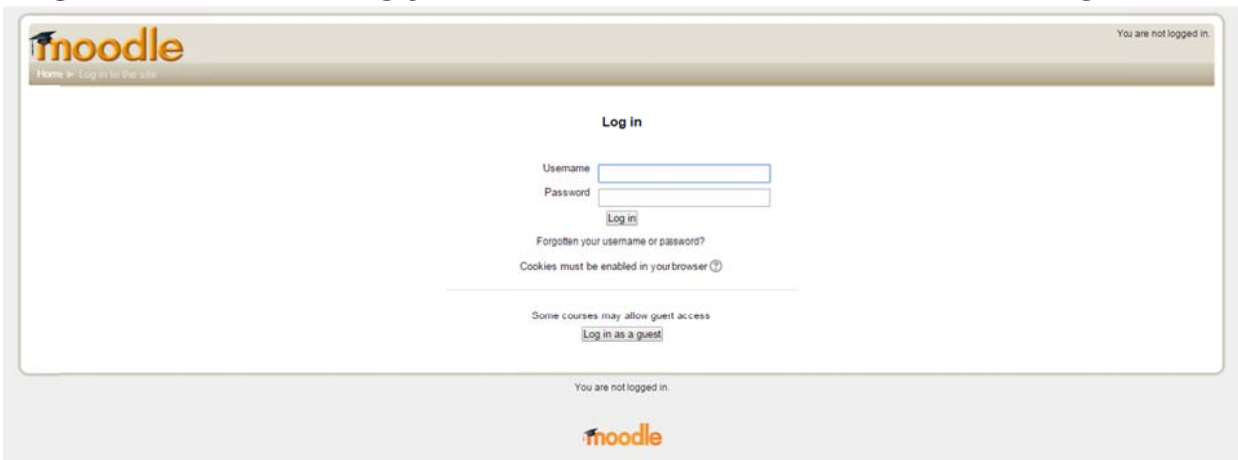 moodle
You are not logged in.
Home ► Log in to the site
Log in
Username
Password
Log in
Forgotten your username or password?
Cookies must be enabled in your browser ?
Some courses may allow guest access
Log in as a guest
You are not logged in.
moodle